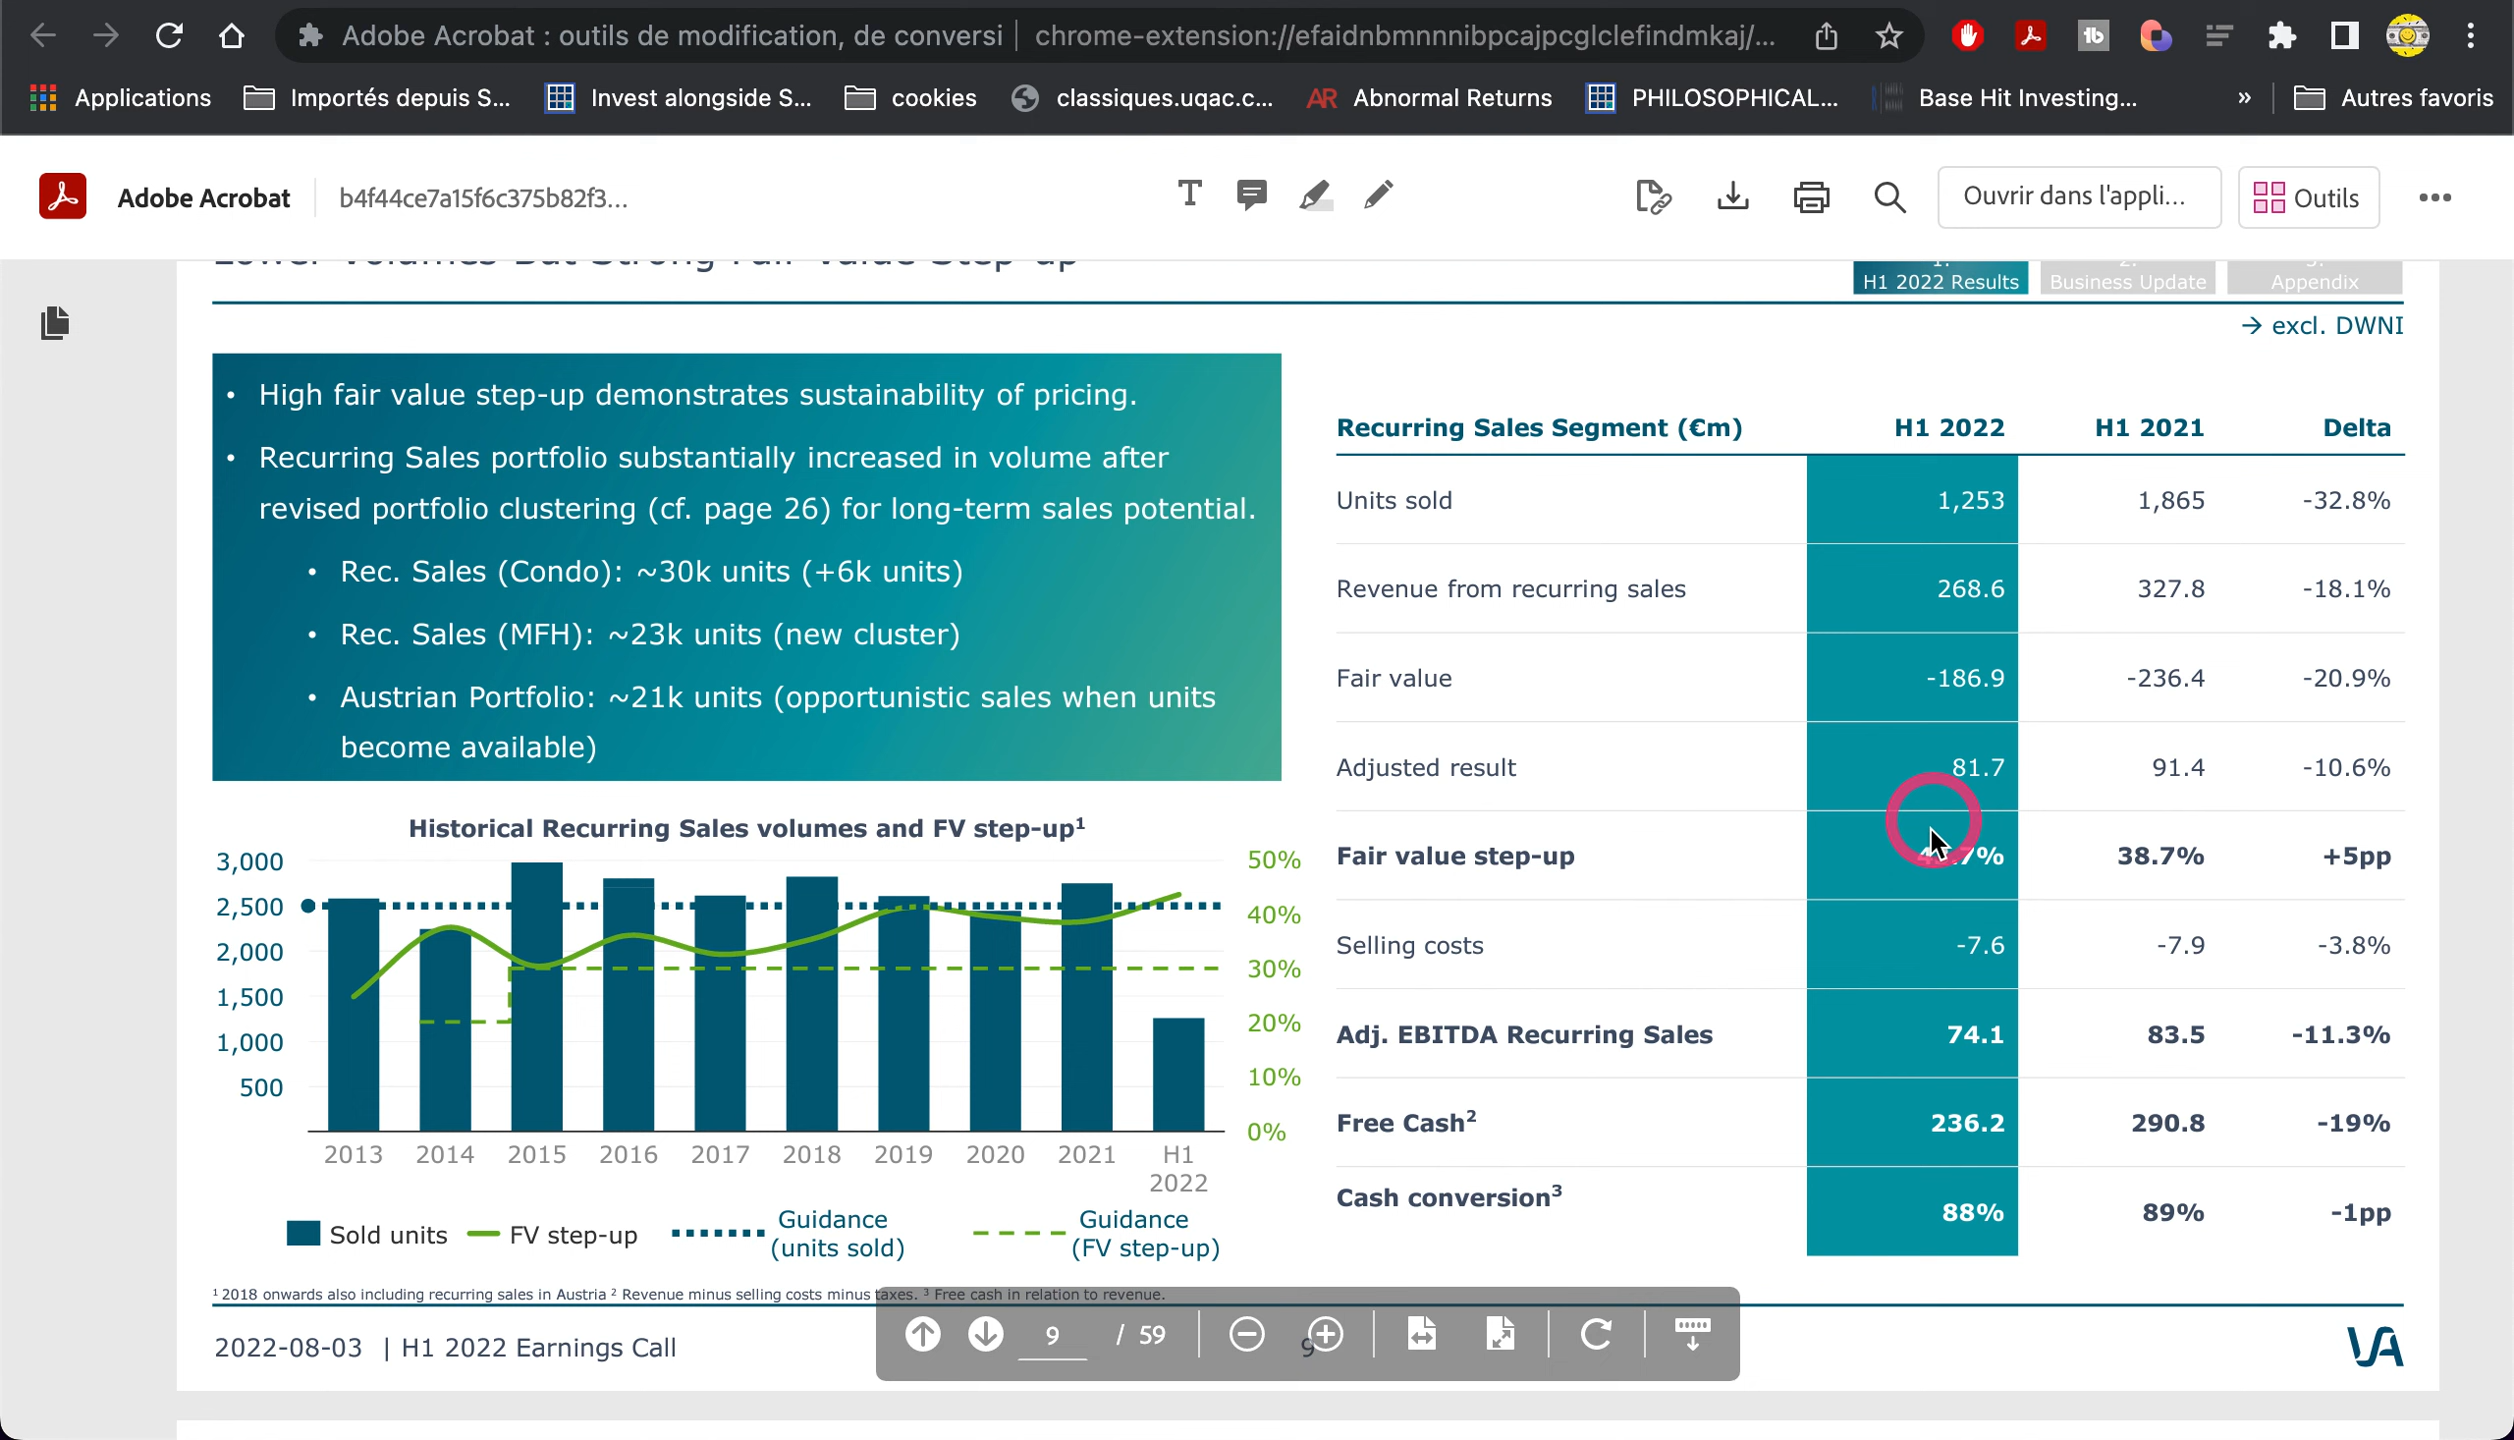 Adobe Acrobat : outils de modification, de conversi
chrome-extension://efaidnbmnnnibpcajpcglclefindmkaj/...
Applications
Importés depuis S...
Invest alongside S...
cookies
classiques.uqac.c...
AR Abnormal Returns
PHILOSOPHICAL...
Base Hit Investing...
»
Autres favoris
Adobe Acrobat
b4f44ce7a15f6c375b82f3...
Ouvrir dans l'appli...
Outils
Lower Volumes But Strong Fair Value Step-up
H1 2022 Results
Business Update
Appendix
→ excl. DWNI
• High fair value step-up demonstrates sustainability of pricing.
• Recurring Sales portfolio substantially increased in volume after
revised portfolio clustering (cf. page 26) for long-term sales potential.
• Rec. Sales (Condo): ~30k units (+6k units)
• Rec. Sales (MFH): ~23k units (new cluster)
• Austrian Portfolio: ~21k units (opportunistic sales when units
become available)
Recurring Sales Segment (€m) H1 2022 H1 2021 Delta
Units sold 1,253 1,865 -32.8%
Revenue from recurring sales 268.6 327.8 -18.1%
Fair value -186.9 -236.4 -20.9%
Adjusted result 81.7 91.4 -10.6%
Fair value step-up 38.7% +5pp
Selling costs -7.6 -7.9 -3.8%
Adj. EBITDA Recurring Sales 74.1 83.5 -11.3%
Free Cash² 236.2 290.8 -19%
Cash conversion³ 88% 89% -1pp
Historical Recurring Sales volumes and FV step-up¹
3,000
2,500
2,000
1,500
1,000
500
50%
40%
30%
20%
10%
0%
2013 2014 2015 2016 2017 2018 2019 2020 2021 H1
2022
Sold units
FV step-up
Guidance
(units sold)
Guidance
(FV step-up)
¹ 2018 onwards also including recurring sales in Austria ² Revenue minus selling costs minus taxes. ³ Free cash in relation to revenue.
2022-08-03 | H1 2022 Earnings Call
9
9 / 59